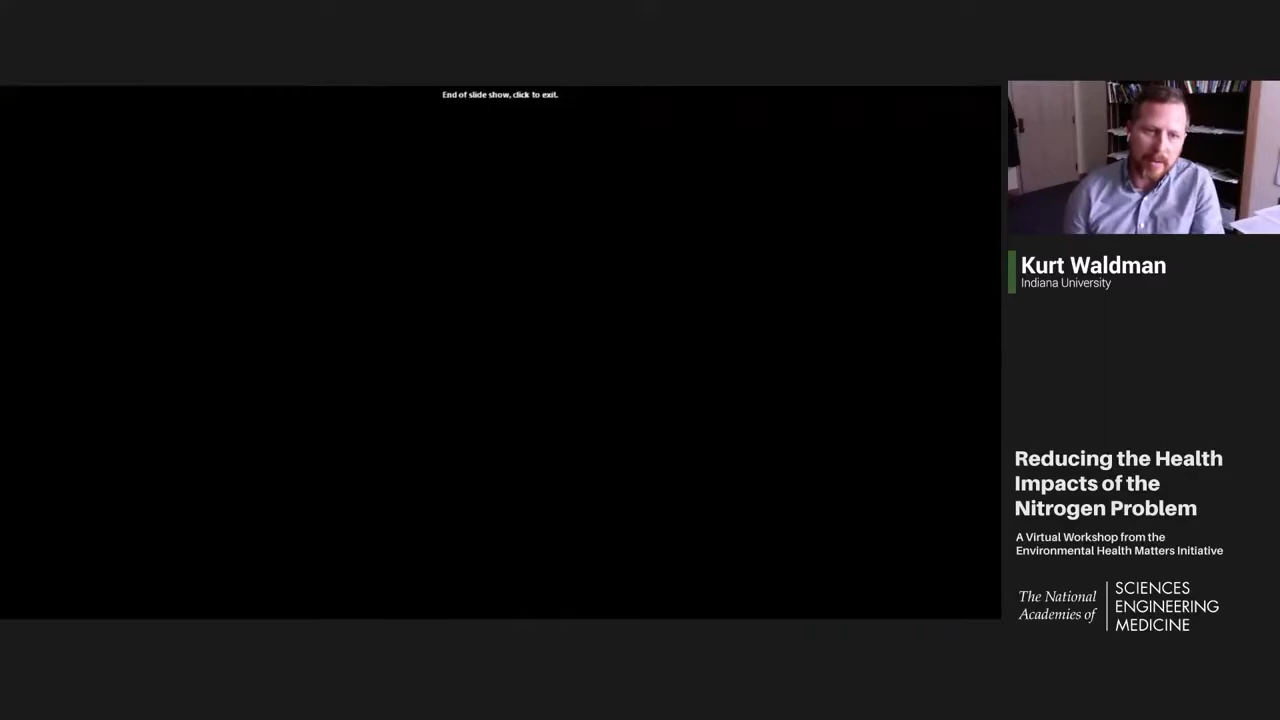 End of slide show, click to exit.
Kurt Waldman
Indiana University
Reducing the Health
Impacts of the
Nitrogen Problem
A Virtual Workshop from the
Environmental Health Matters Initiative
The National
Academies of
SCIENCES
ENGINEERING
MEDICINE